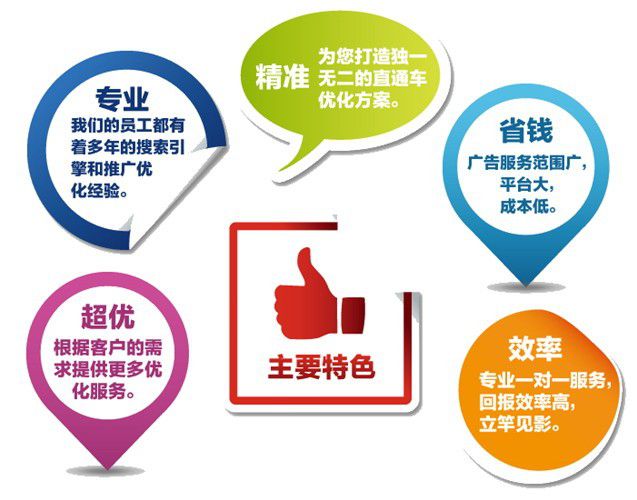 专业
我们的员工都有
着多年的搜索引
擎和推广优
化经验。
精准
为您打造独一
无二的直通车
优化方案。
省钱
广告服务范围广，
平台大，
成本低。
超优
根据客户的需
求提供更多优
化服务。
主要特色
效率
专业一对一服务，
回报效率高，
立竿见影。